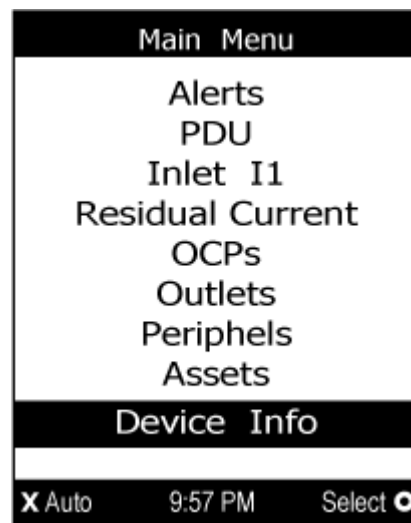 Main Menu
Alerts
PDU
Inlet I1
Residual Current
OCPs
Outlets
Periphels
Assets
Device Info
X Auto 9:57 PM Select